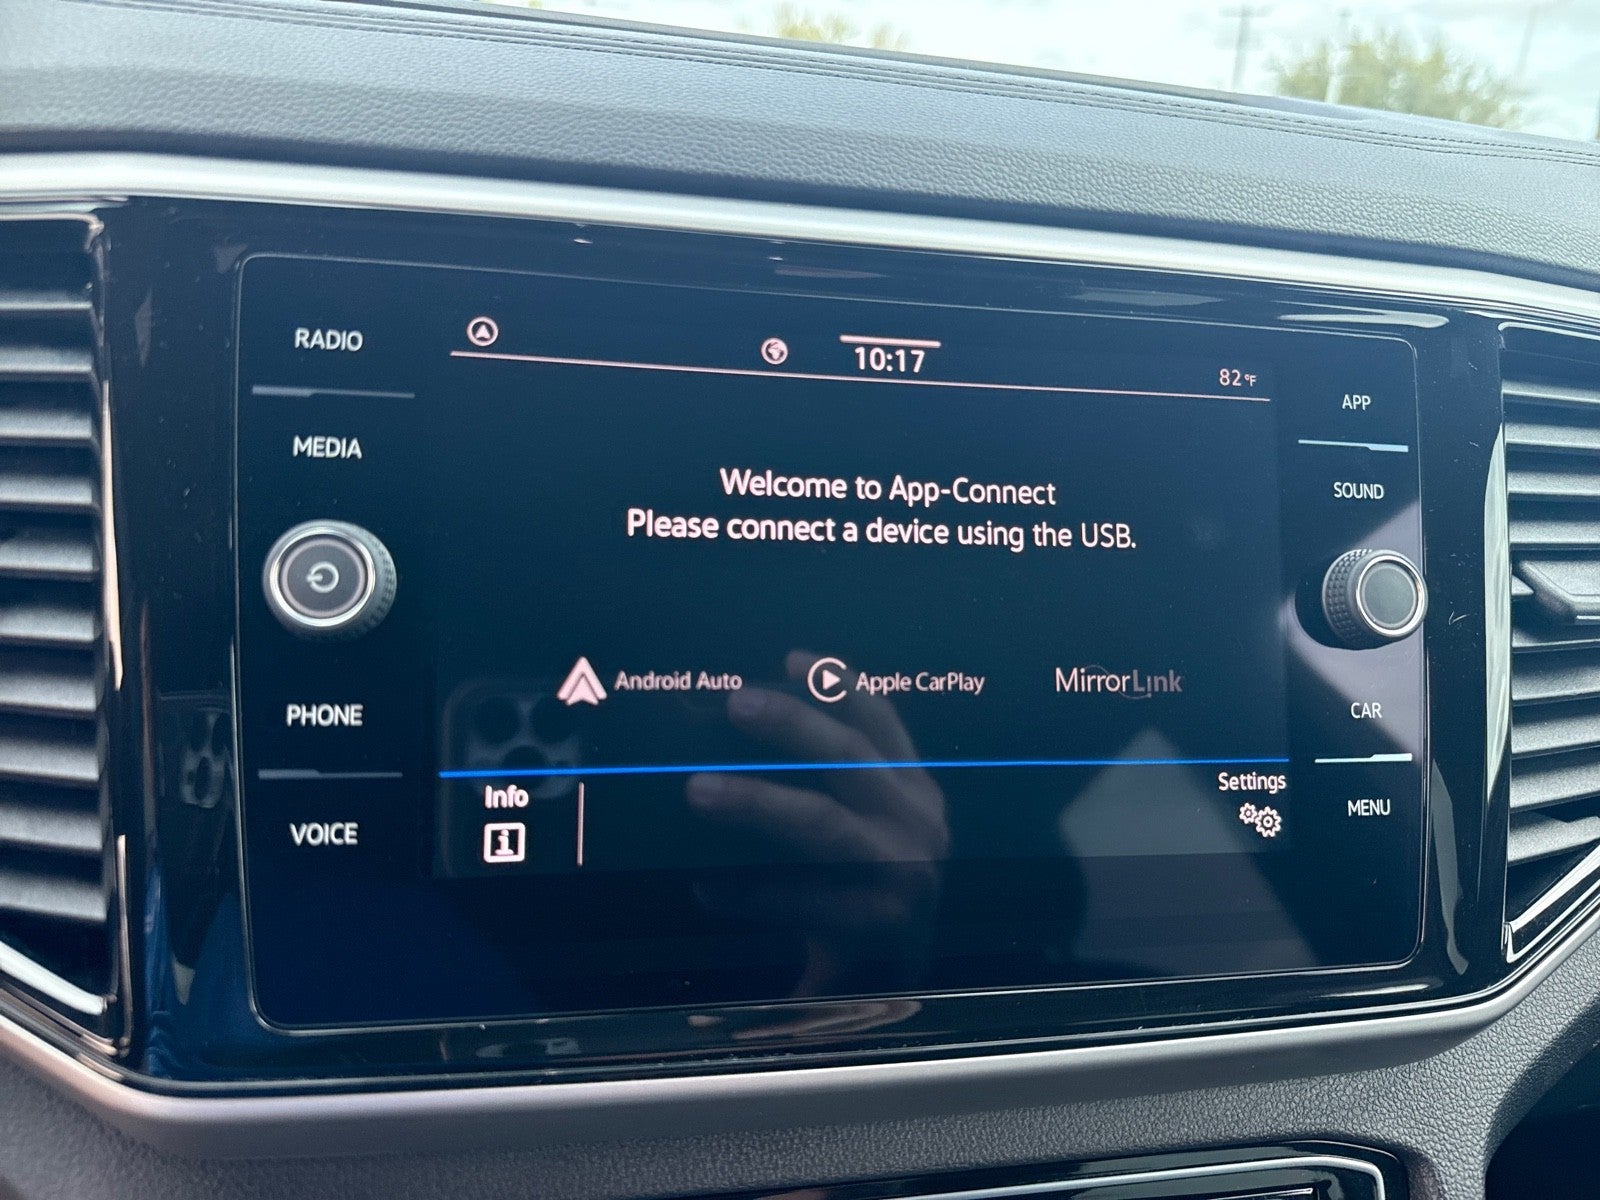 RADIO
MEDIA
PHONE
VOICE
10:17
82°F
Welcome to App-Connect
Please connect a device using the USB.
Android Auto
Apple CarPlay
MirrorLink
Info
i
Settings
APP
SOUND
CAR
MENU